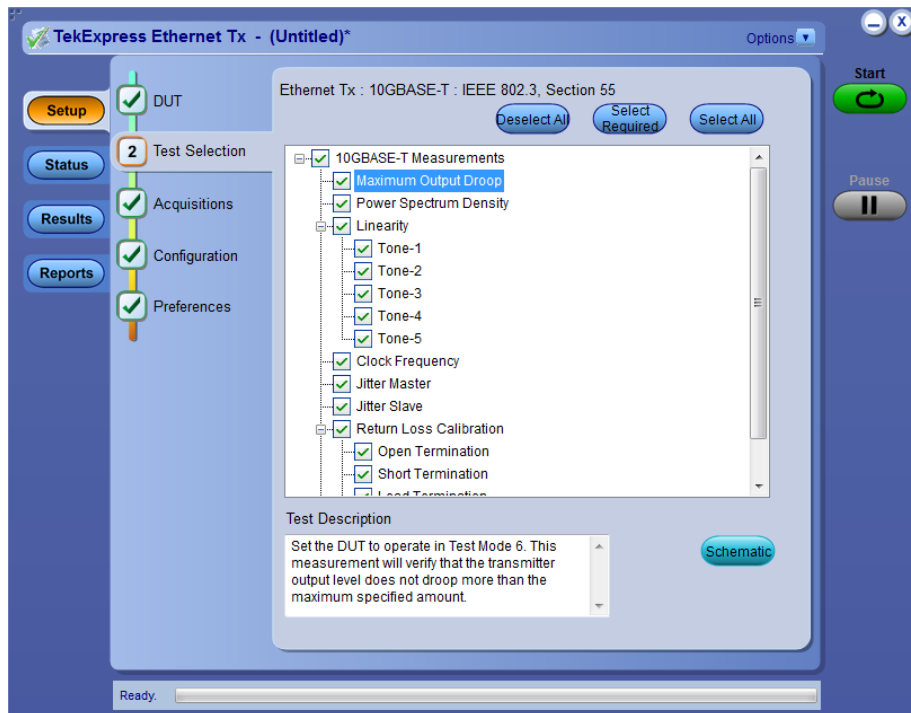 TekExpress Ethernet Tx - (Untitled)*
Options
Start
Pause
Setup
Status
Results
Reports
DUT
2 Test Selection
Acquisitions
Configuration
Preferences
Ethernet Tx : 10GBASE-T : IEEE 802.3, Section 55
Deselect All
Select Required
Select All
10GBASE-T Measurements
Maximum Output Droop
Power Spectrum Density
Linearity
Tone-1
Tone-2
Tone-3
Tone-4
Tone-5
Clock Frequency
Jitter Master
Jitter Slave
Return Loss Calibration
Open Termination
Short Termination
Load Termination
Test Description
Set the DUT to operate in Test Mode 6. This
measurement will verify that the transmitter
output level does not droop more than the
maximum specified amount.
Schematic
Ready.